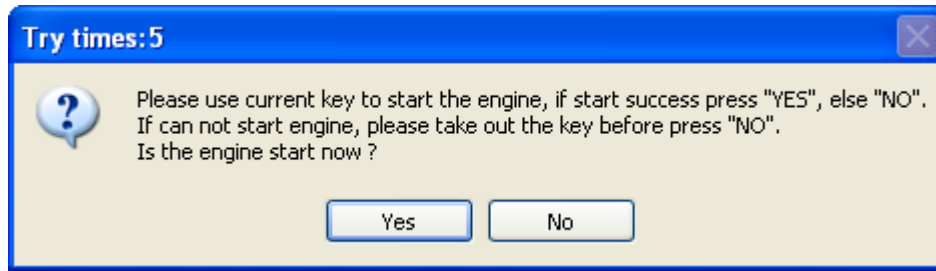 Try times:5
Please use current key to start the engine, if start success press "YES", else "NO".
If can not start engine, please take out the key before press "NO".
Is the engine start now ?
Yes
No